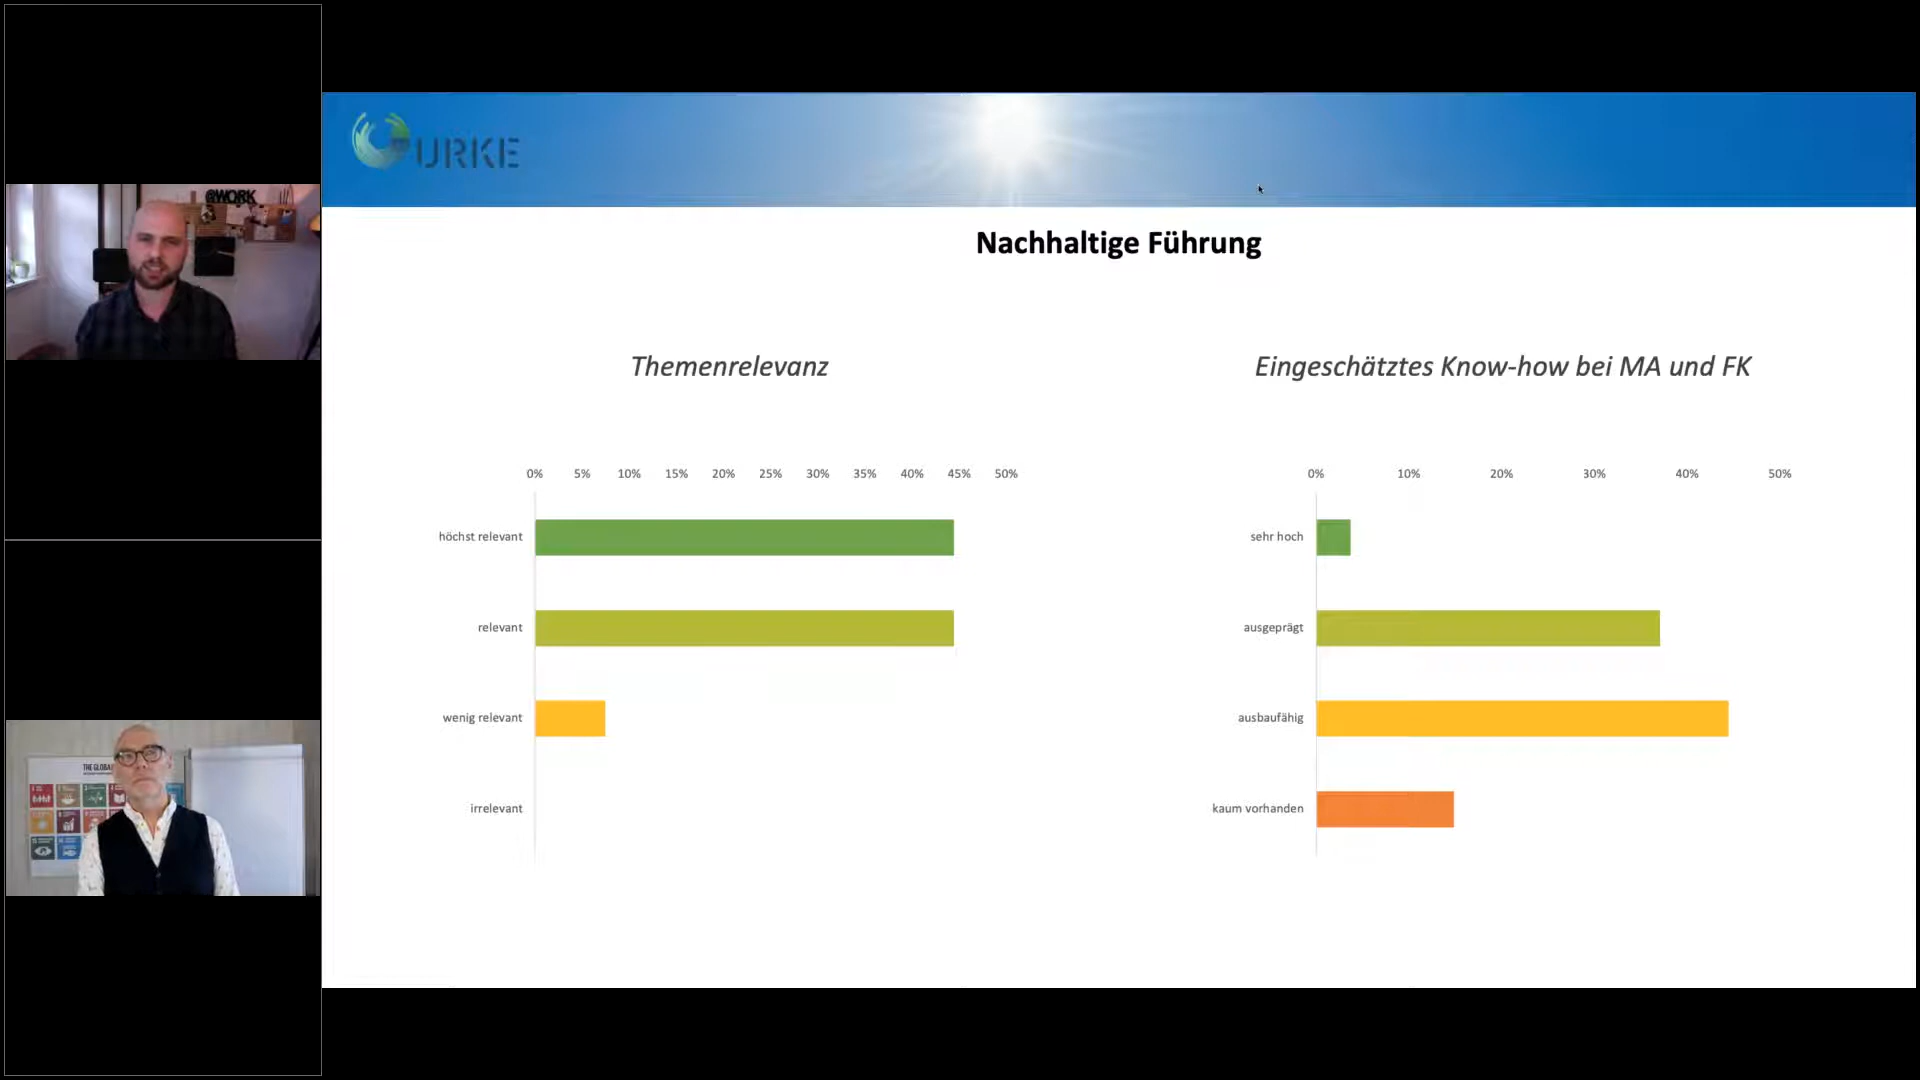 @WORK
THE GLOBA
URKE
Nachhaltige Führung
Themenrelevanz
0% 5% 10% 15% 20% 25% 30% 35% 40% 45% 50%
höchst relevant
relevant
wenig relevant
irrelevant
Eingeschätztes Know-how bei MA und FK
0% 10% 20% 30% 40% 50%
sehr hoch
ausgeprägt
ausbaufähig
kaum vorhanden